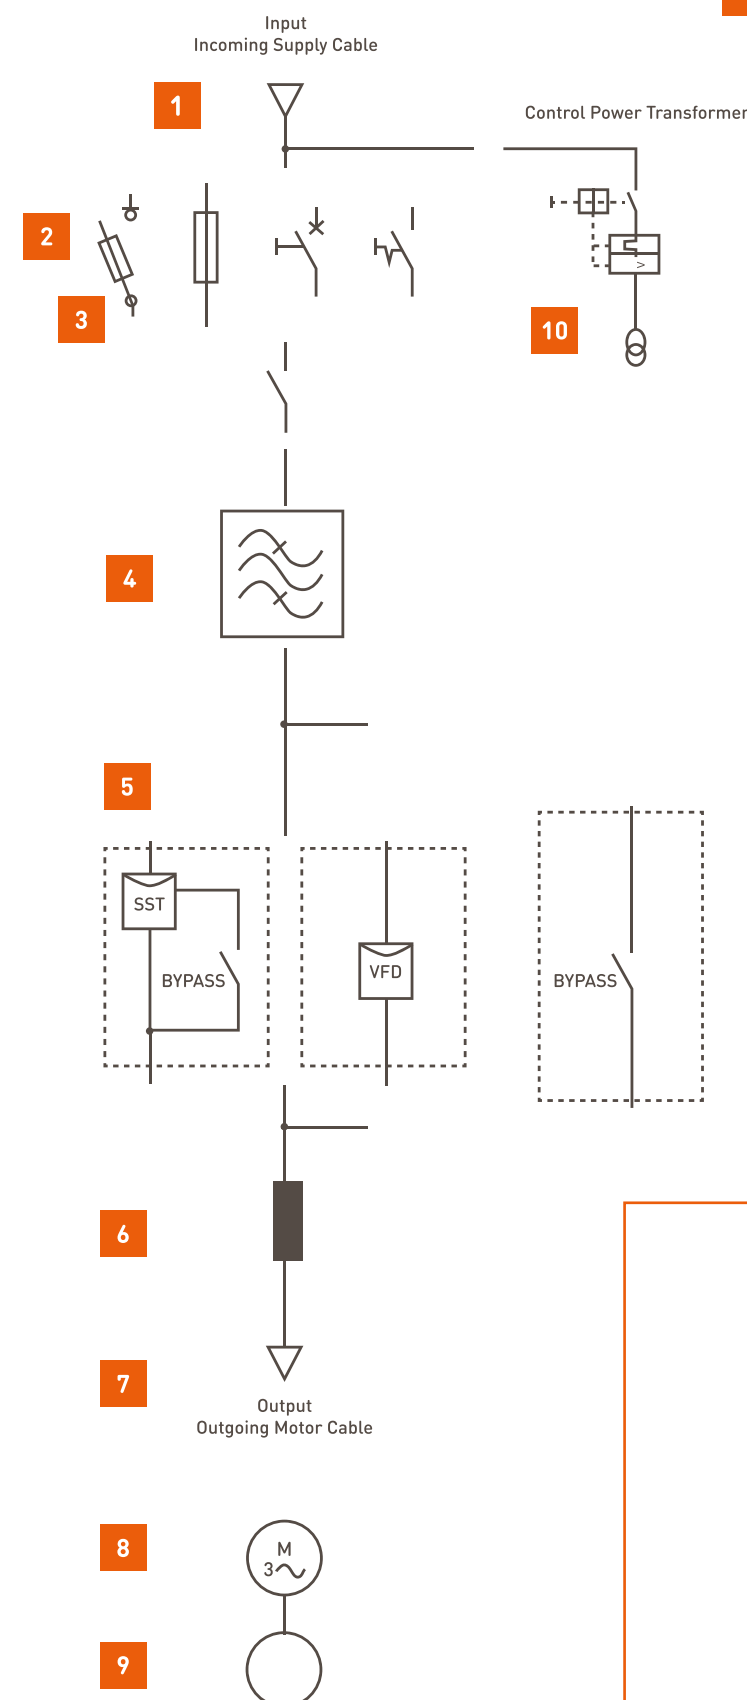 Input
Incoming Supply Cable
1
Control Power Transformer
2
3
10
>
4
5
SST
BYPASS
VFD
BYPASS
6
7
Output
Outgoing Motor Cable
8
M
3
9